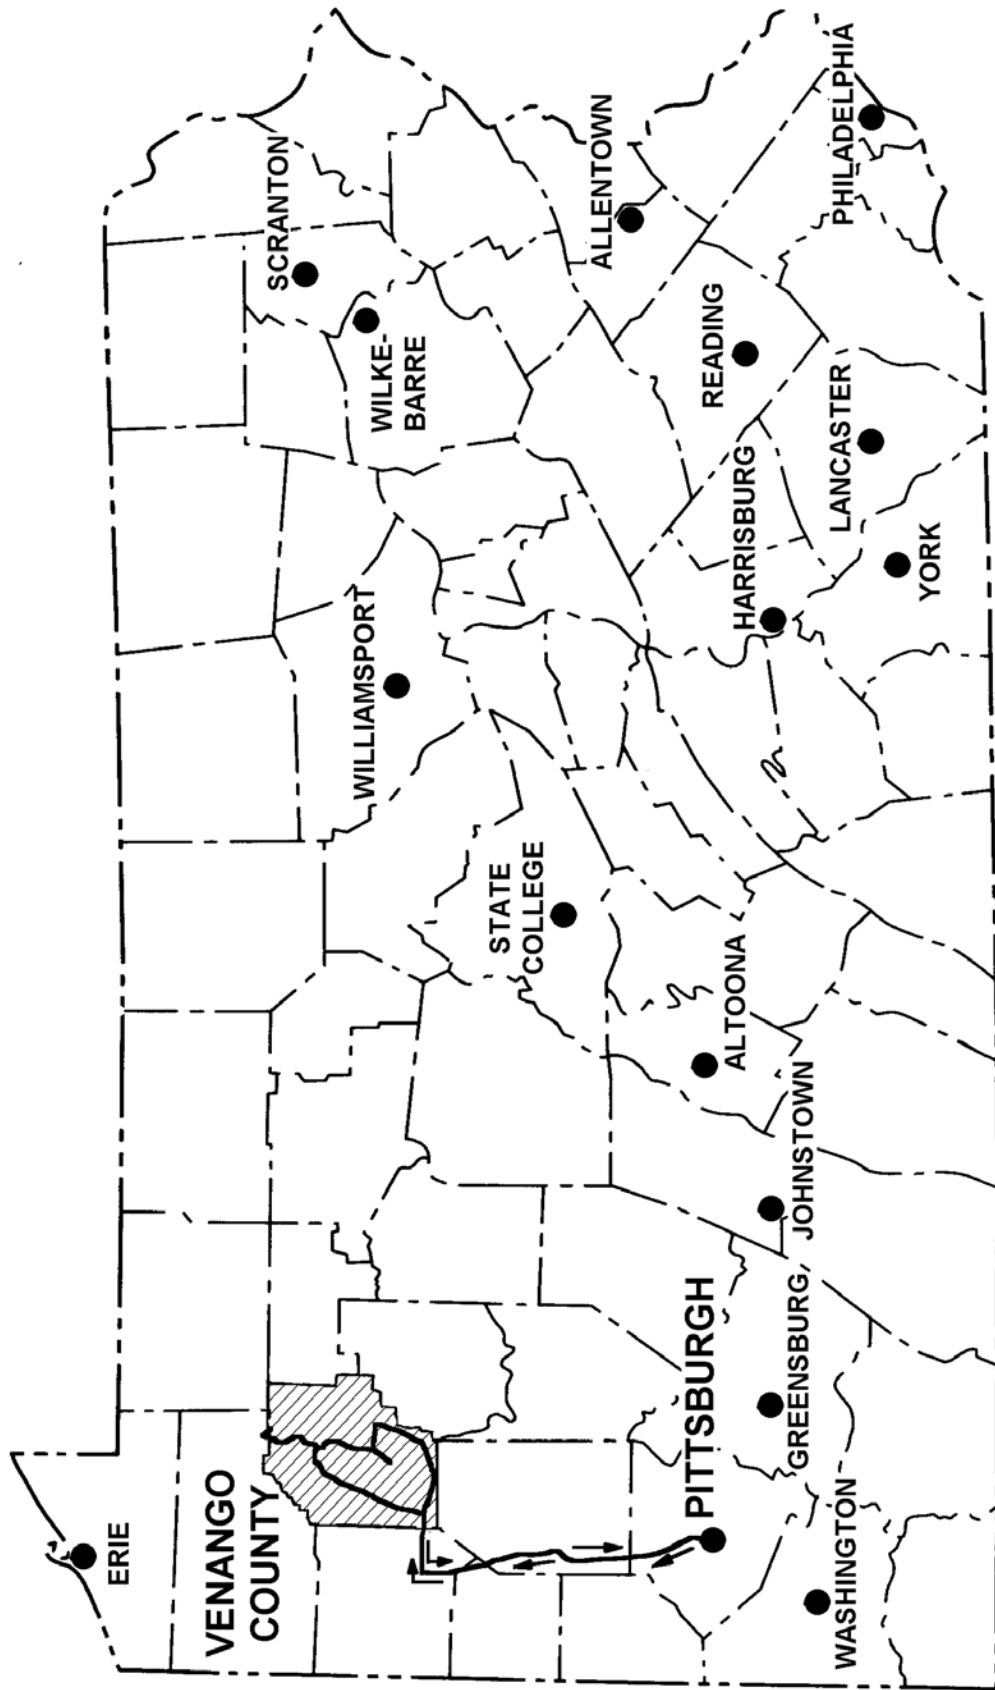 ERIE
VENANGO
COUNTY
PITTSBURGH
WASHINGTON
GREENSBURG
JOHNSTOWN
ALTOONA
STATE
COLLEGE
WILLIAMSPORT
HARRISBURG
YORK
LANCASTER
READING
WILKE-
BARRE
SCRANTON
ALLENTOWN
PHILADELPHIA